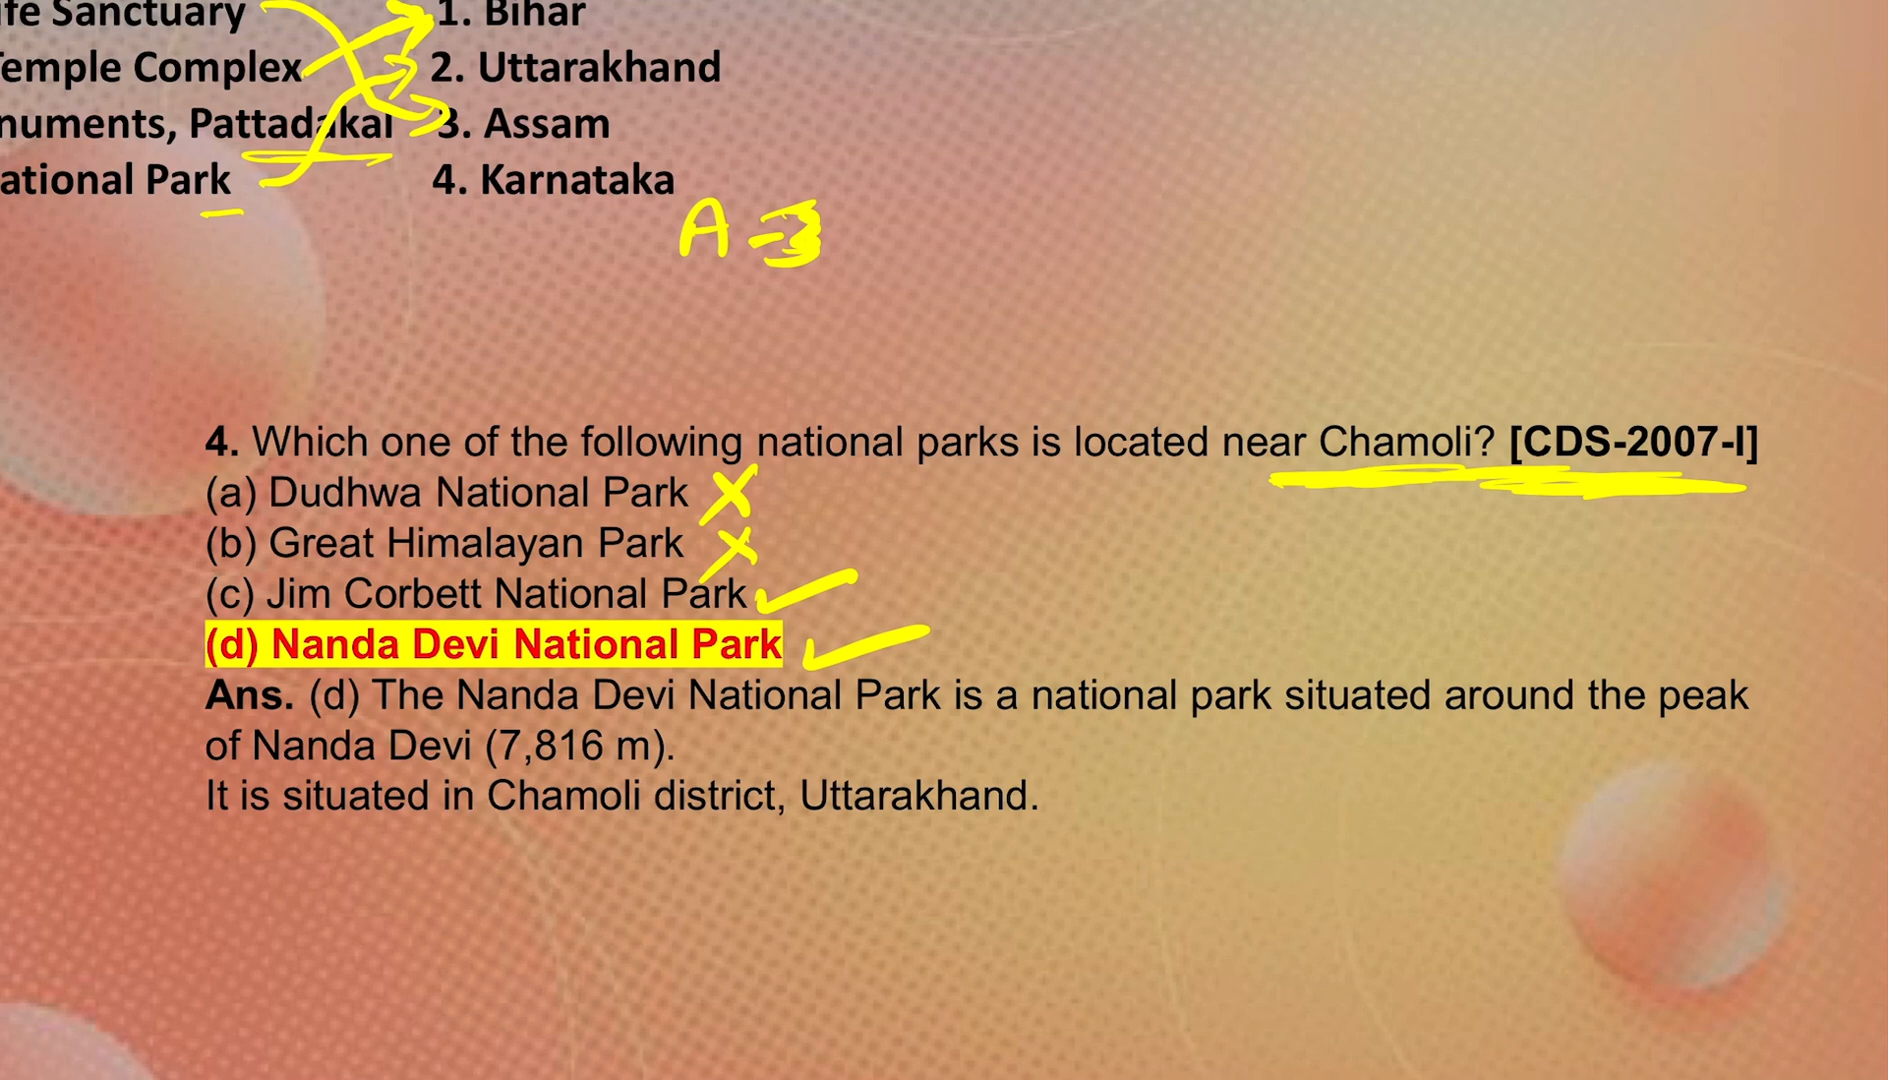 ife Sanctuary 1. Bihar
Temple Complex 2. Uttarakhand
numents, Pattadakal 3. Assam
ational Park 4. Karnataka
A = 3
4. Which one of the following national parks is located near Chamoli? [CDS-2007-I]
(a) Dudhwa National Park
(b) Great Himalayan Park
(c) Jim Corbett National Park
(d) Nanda Devi National Park
Ans. (d) The Nanda Devi National Park is a national park situated around the peak
of Nanda Devi (7,816 m).
It is situated in Chamoli district, Uttarakhand.